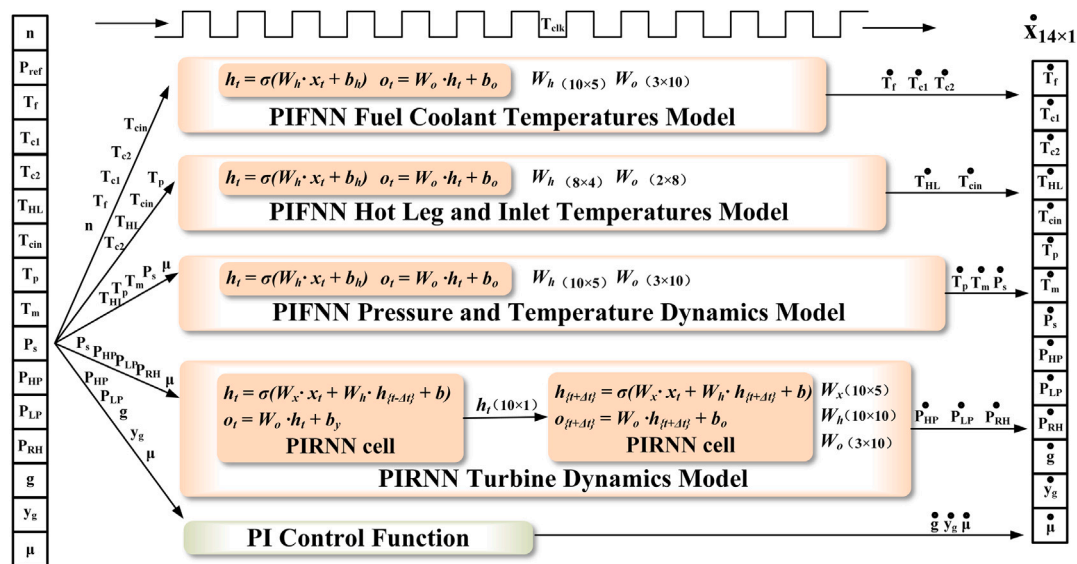 n
P_ref
T_f
T_c1
T_c2
T_HL
T_cin
T_p
T_m
P_s
P_HP
P_LP
P_RH
g
y_g
μ
T_clk
h_t = σ(W_h· x_t + b_h) o_t = W_o ·h_t + b_o W_h (10×5) W_o (3×10)
PIFNN Fuel Coolant Temperatures Model
n T_f T_c1 T_c2 T_cin
Ṫ_f Ṫ_c1 Ṫ_c2
h_t = σ(W_h· x_t + b_h) o_t = W_o ·h_t + b_o W_h (8×4) W_o (2×8)
PIFNN Hot Leg and Inlet Temperatures Model
T_c2 T_HL T_cin T_p
Ṫ_HL Ṫ_cin
h_t = σ(W_h· x_t + b_h) o_t = W_o ·h_t + b_o W_h (10×5) W_o (3×10)
PIFNN Pressure and Temperature Dynamics Model
T_HL T_p T_m P_s μ
Ṫ_p Ṫ_m Ṗ_s
P_s P_HP P_LP P_RH μ
h_t = σ(W_x· x_t + W_h· h_{t-Δt} + b)
o_t = W_o ·h_t + b_y
PIRNN cell
h_t (10×1)
h_{t+Δt} = σ(W_x· x_t + W_h· h_{t+Δt} + b)
o_{t+Δt} = W_o ·h_{t+Δt} + b_o
PIRNN cell
W_x (10×5)
W_h (10×10)
W_o (3×10)
PIRNN Turbine Dynamics Model
Ṗ_HP Ṗ_LP Ṗ_RH
P_HP P_LP g y_g μ
PI Control Function
ġ ẏ_g μ̇
ẋ_14×1
Ṫ_f
Ṫ_c1
Ṫ_c2
Ṫ_HL
Ṫ_cin
Ṫ_p
Ṫ_m
Ṗ_s
Ṗ_HP
Ṗ_LP
Ṗ_RH
ġ
ẏ_g
μ̇